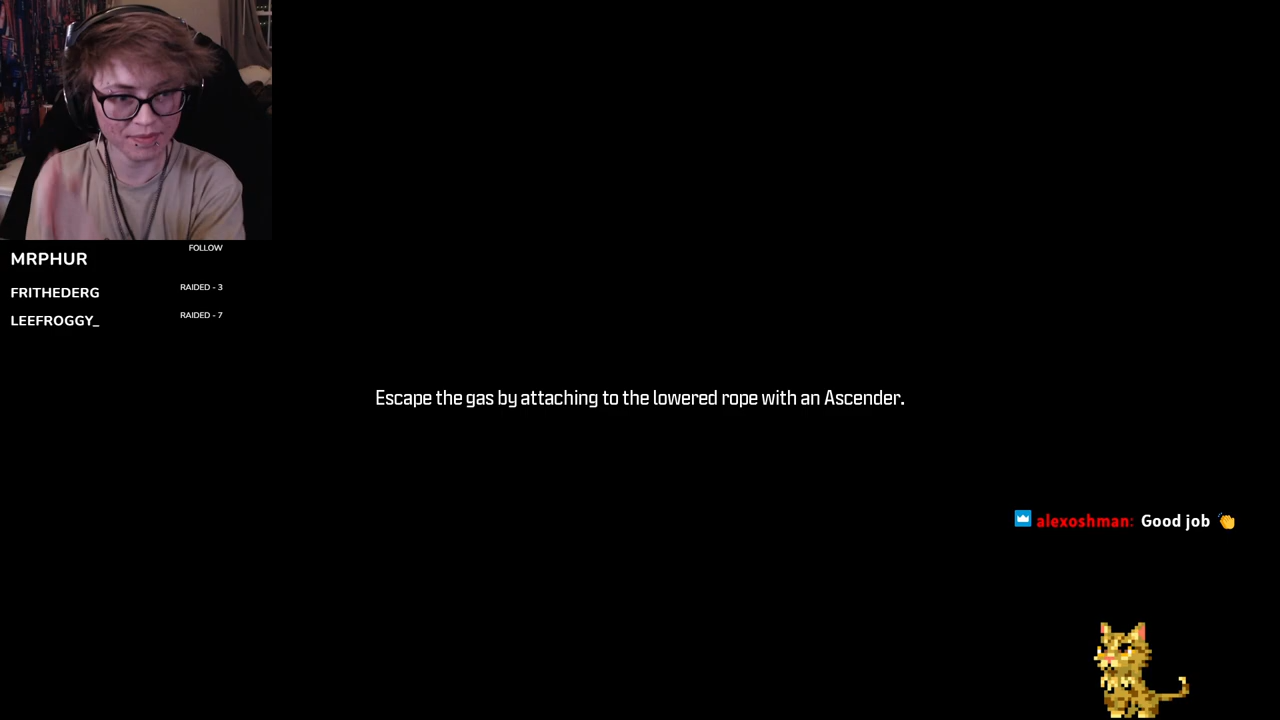 MRPHUR
FOLLOW
FRITHEDERG
RAIDED - 3
LEEFROGGY_
RAIDED - 7
Escape the gas by attaching to the lowered rope with an Ascender.
alexoshman: Good job 👏